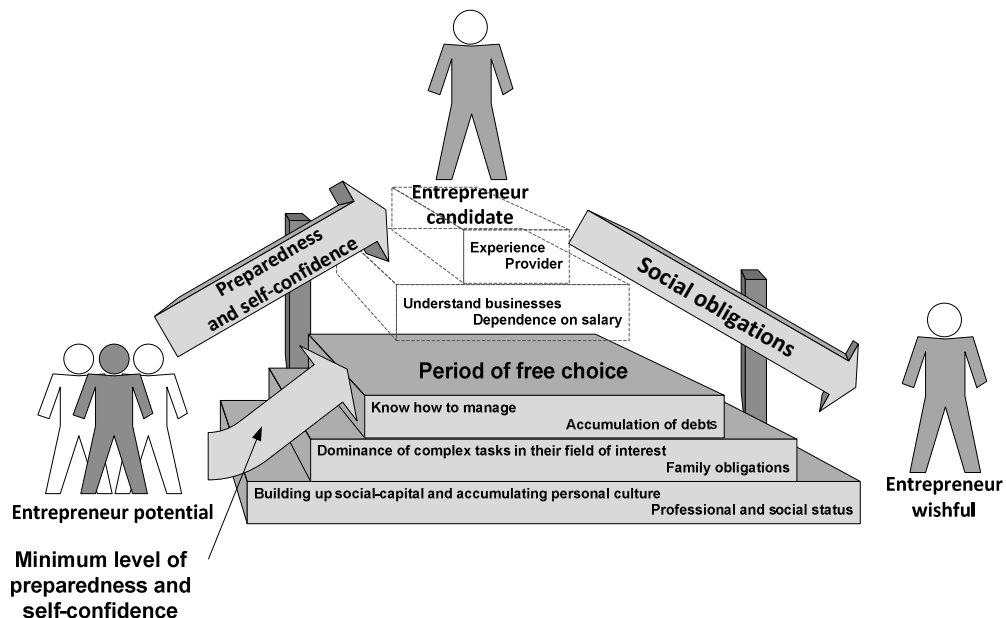 Entrepreneur
candidate
Preparedness
and self-confidence
Experience
Provider
Social obligations
Understand businesses
Dependence on salary
Period of free choice
Know how to manage
Accumulation of debts
Dominance of complex tasks in their field of interest
Family obligations
Building up social-capital and accumulating personal culture
Professional and social status
Entrepreneur potential
Entrepreneur
wishful
Minimum level of
preparedness and
self-confidence